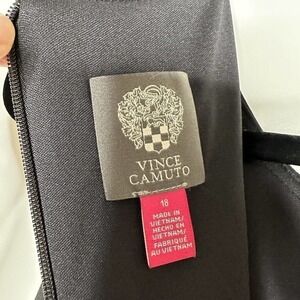 VINCE
CAMUTO
18
MADE IN
VIETNAM/
HECHO EN
VIETNAM/
FABRIQUÉ
AU VIETNAM